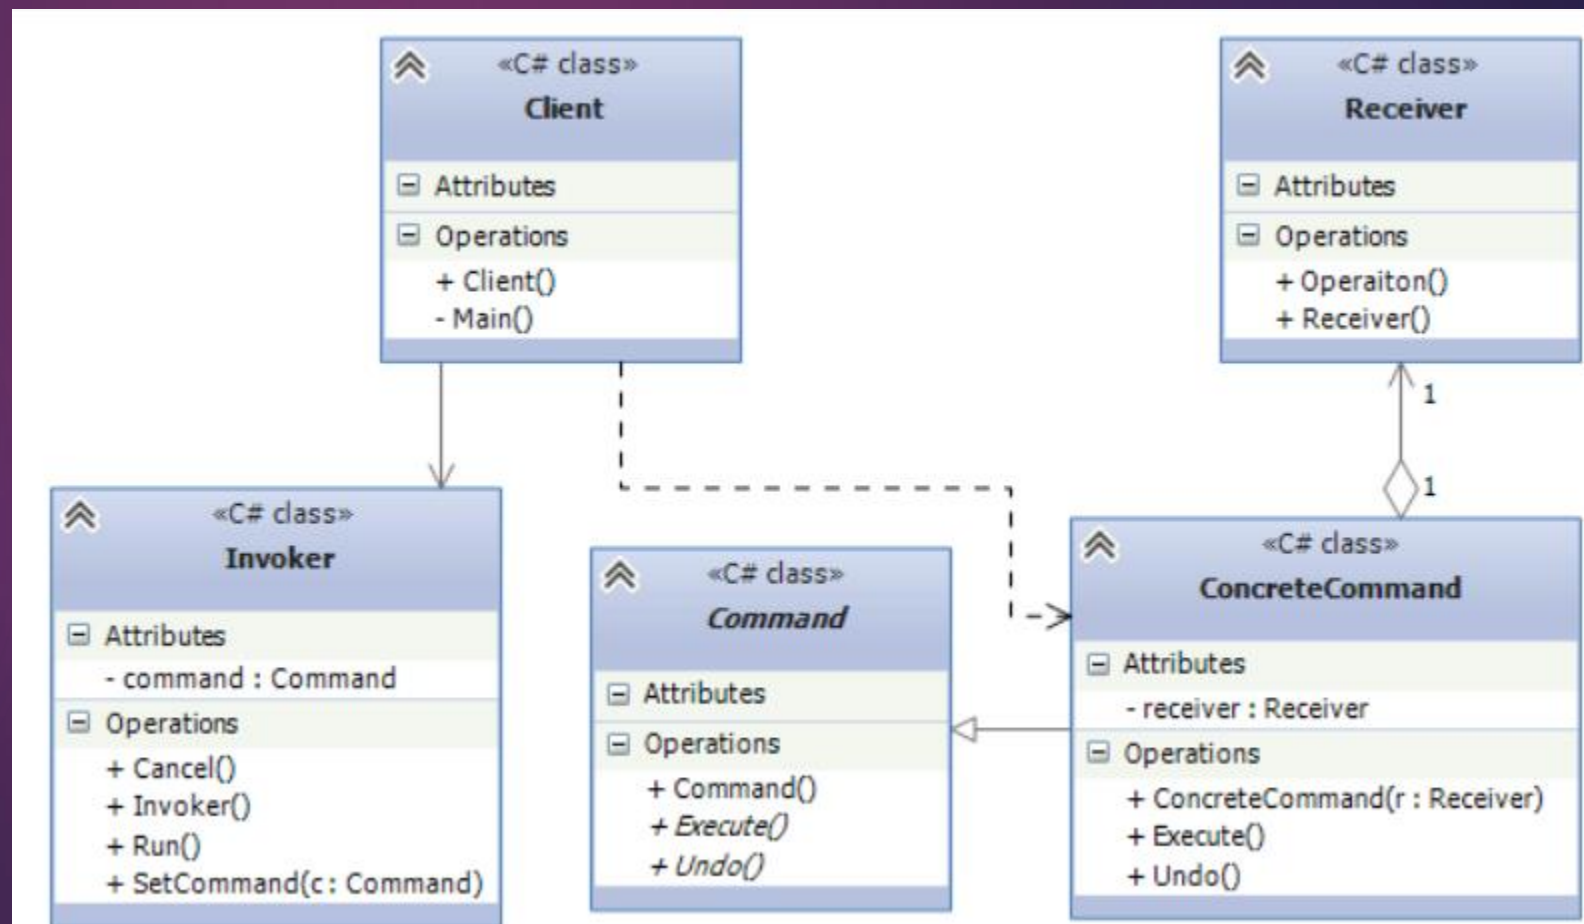 «C# class»
Client
Attributes
Operations
+ Client()
- Main()
«C# class»
Receiver
Attributes
Operations
+ Operaiton()
+ Receiver()
1
1
«C# class»
Invoker
Attributes
- command : Command
Operations
+ Cancel()
+ Invoker()
+ Run()
+ SetCommand(c : Command)
«C# class»
Command
Attributes
Operations
+ Command()
+ Execute()
+ Undo()
«C# class»
ConcreteCommand
Attributes
- receiver : Receiver
Operations
+ ConcreteCommand(r : Receiver)
+ Execute()
+ Undo()